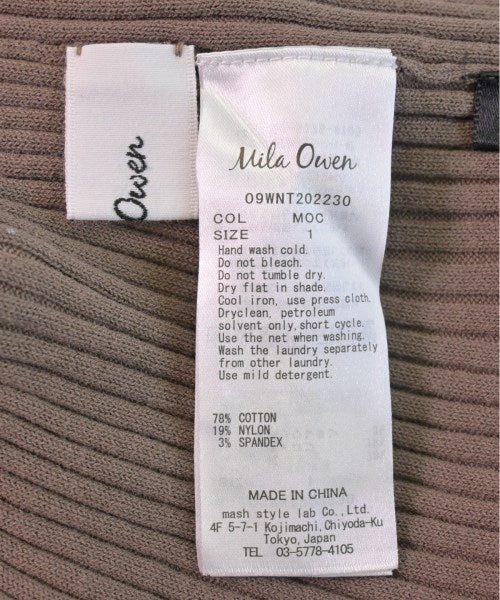 Owen
Mila Owen
09WNT202230
COL MOC
SIZE 1
Hand wash cold.
Do not bleach.
Do not tumble dry.
Dry flat in shade.
Cool iron, use press cloth.
Dryclean, petroleum
solvent only,short cycle.
Use the net when washing.
Wash the laundry separately
from other laundry.
Use mild detergent.
78% COTTON
19% NYLON
3% SPANDEX
MADE IN CHINA
mash style lab Co.,Ltd.
4F 5-7-1 Kojimachi,Chiyoda-Ku
Tokyo,Japan
TEL 03-5778-4105